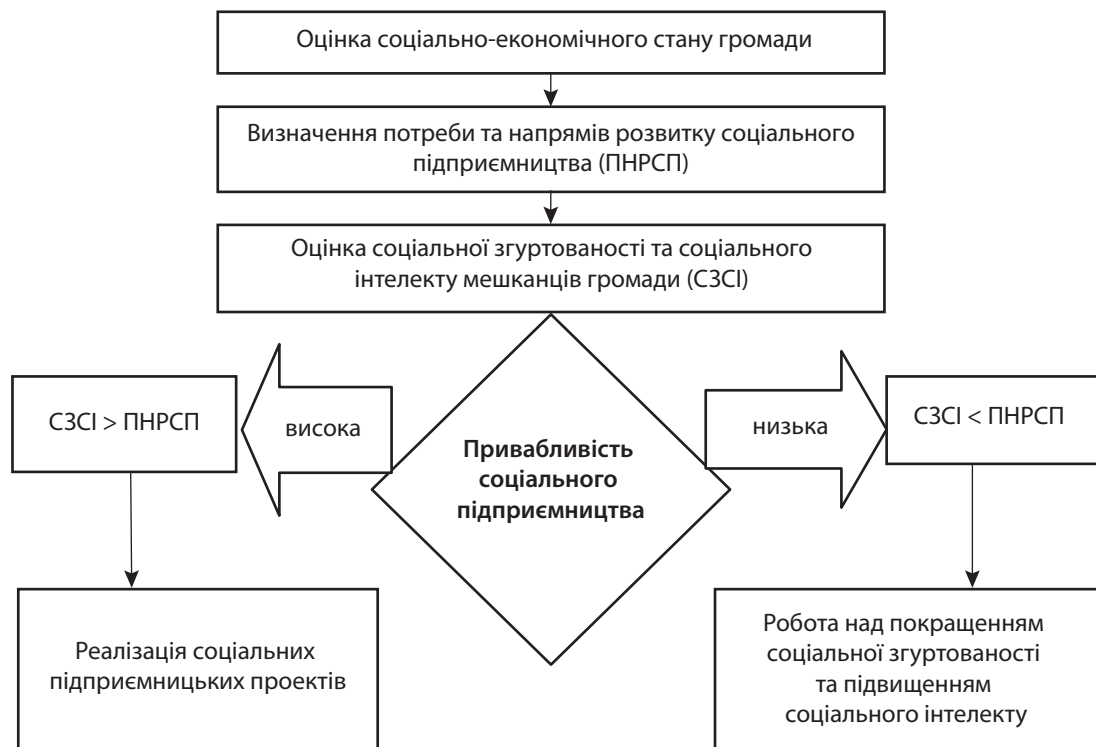 Оцінка соціально-економічного стану громади
Визначення потреби та напрямів розвитку соціального
підприємництва (ПНРСП)
Оцінка соціальної згуртованості та соціального
інтелекту мешканців громади (СЗСІ)
СЗСІ > ПНРСП
висока
Привабливість
соціального
підприємництва
низька
СЗСІ < ПНРСП
Реалізація соціальних
підприємницьких проектів
Робота над покращенням
соціальної згуртованості
та підвищенням
соціального інтелекту